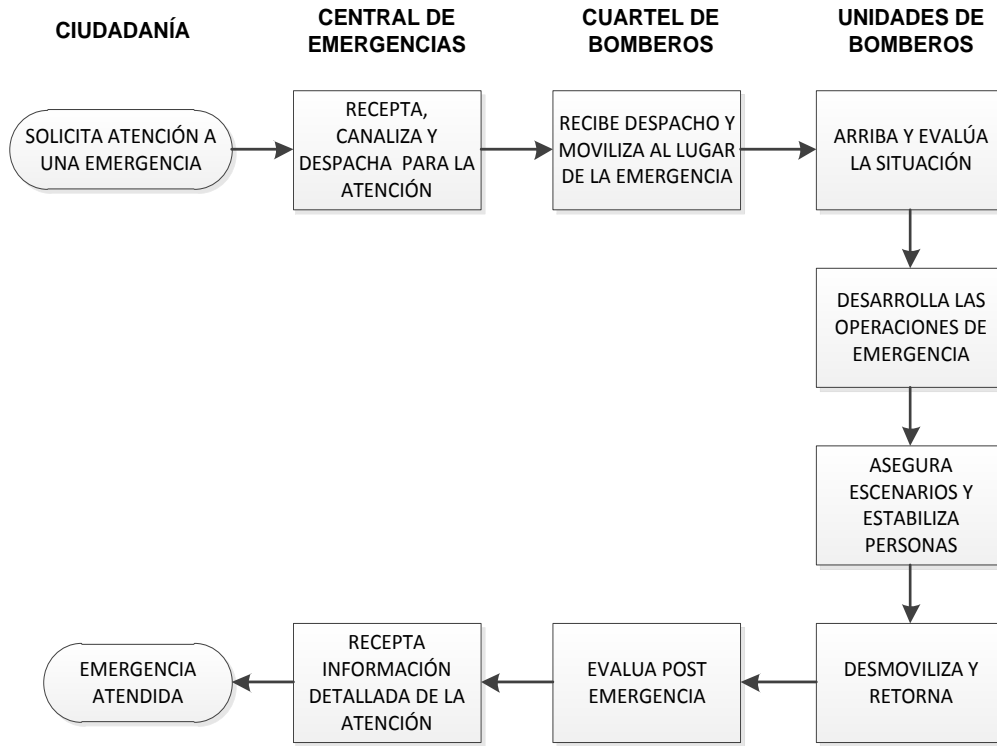 CIUDADANÍA
CENTRAL DE
EMERGENCIAS
CUARTEL DE
BOMBEROS
UNIDADES DE
BOMBEROS
SOLICITA ATENCIÓN A
UNA EMERGENCIA
RECEPTA,
CANALIZA Y
DESPACHA PARA LA
ATENCIÓN
RECIBE DESPACHO Y
MOVILIZA AL LUGAR
DE LA EMERGENCIA
ARRIBA Y EVALÚA
LA SITUACIÓN
DESARROLLA LAS
OPERACIONES DE
EMERGENCIA
ASEGURA
ESCENARIOS Y
ESTABILIZA
PERSONAS
DESMOVILIZA Y
RETORNA
EVALUA POST
EMERGENCIA
RECEPTA
INFORMACIÓN
DETALLADA DE LA
ATENCIÓN
EMERGENCIA
ATENDIDA